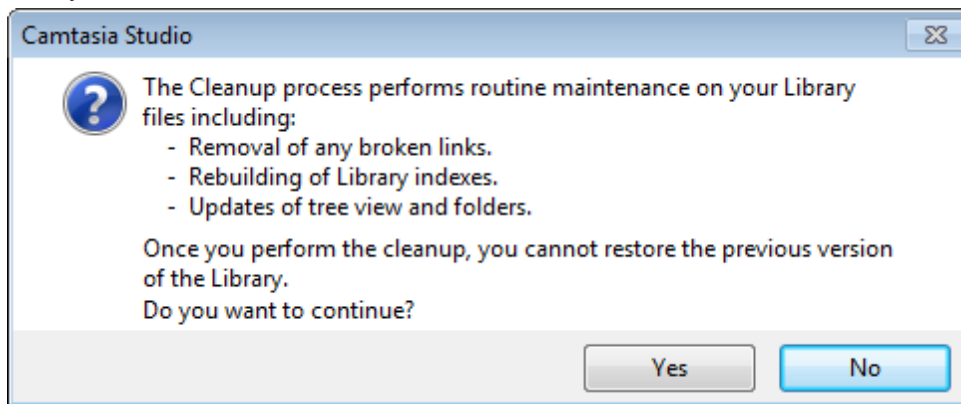 Camtasia Studio
The Cleanup process performs routine maintenance on your Library
files including:
- Removal of any broken links.
- Rebuilding of Library indexes.
- Updates of tree view and folders.
Once you perform the cleanup, you cannot restore the previous version
of the Library.
Do you want to continue?
Yes
No